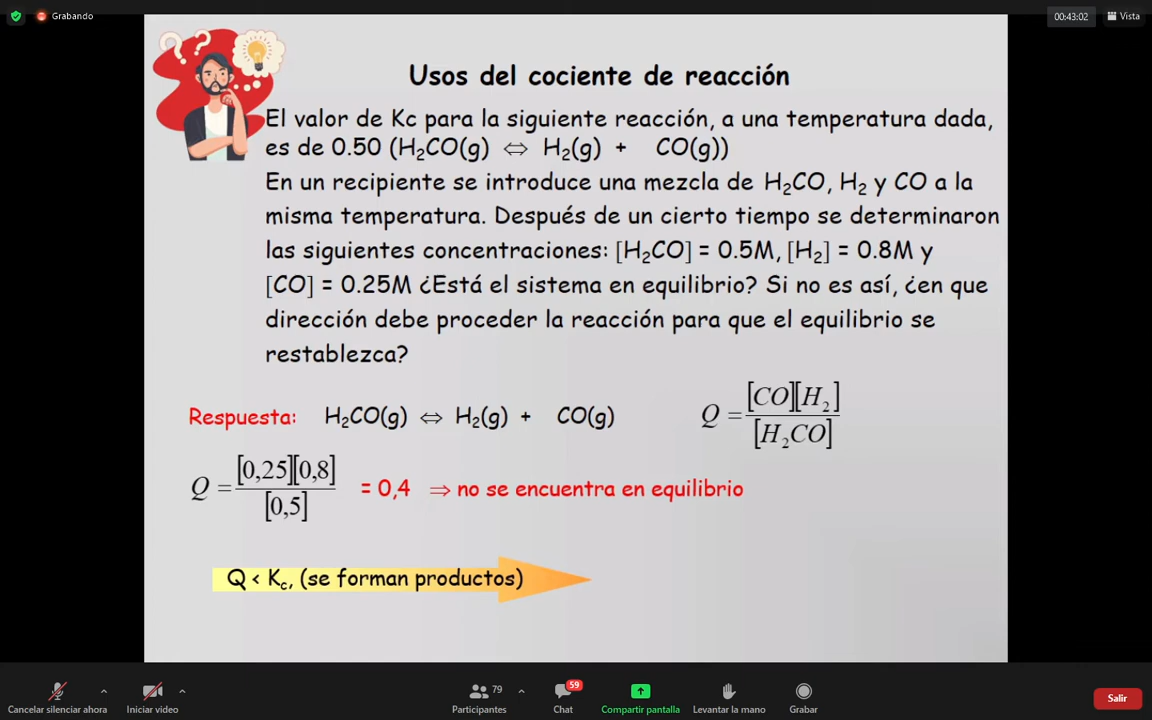 Grabando
00:43:02
Vista
Usos del cociente de reacción
El valor de Kc para la siguiente reacción, a una temperatura dada,
es de 0.50 (H₂CO(g) ⇔ H₂(g) + CO(g))
En un recipiente se introduce una mezcla de H₂CO, H₂ y CO a la
misma temperatura. Después de un cierto tiempo se determinaron
las siguientes concentraciones: [H₂CO] = 0.5M, [H₂] = 0.8M y
[CO] = 0.25M ¿Está el sistema en equilibrio? Si no es así, ¿en que
dirección debe proceder la reacción para que el equilibrio se
restablezca?
Respuesta: H₂CO(g) ⇔ H₂(g) + CO(g)
Q = [CO][H₂] / [H₂CO]
Q = [0,25][0,8] / [0,5] = 0,4 ⇒ no se encuentra en equilibrio
Q < Kc, (se forman productos)
79
59
Cancelar silenciar ahora
Iniciar video
Participantes
Chat
Compartir pantalla
Levantar la mano
Grabar
Salir